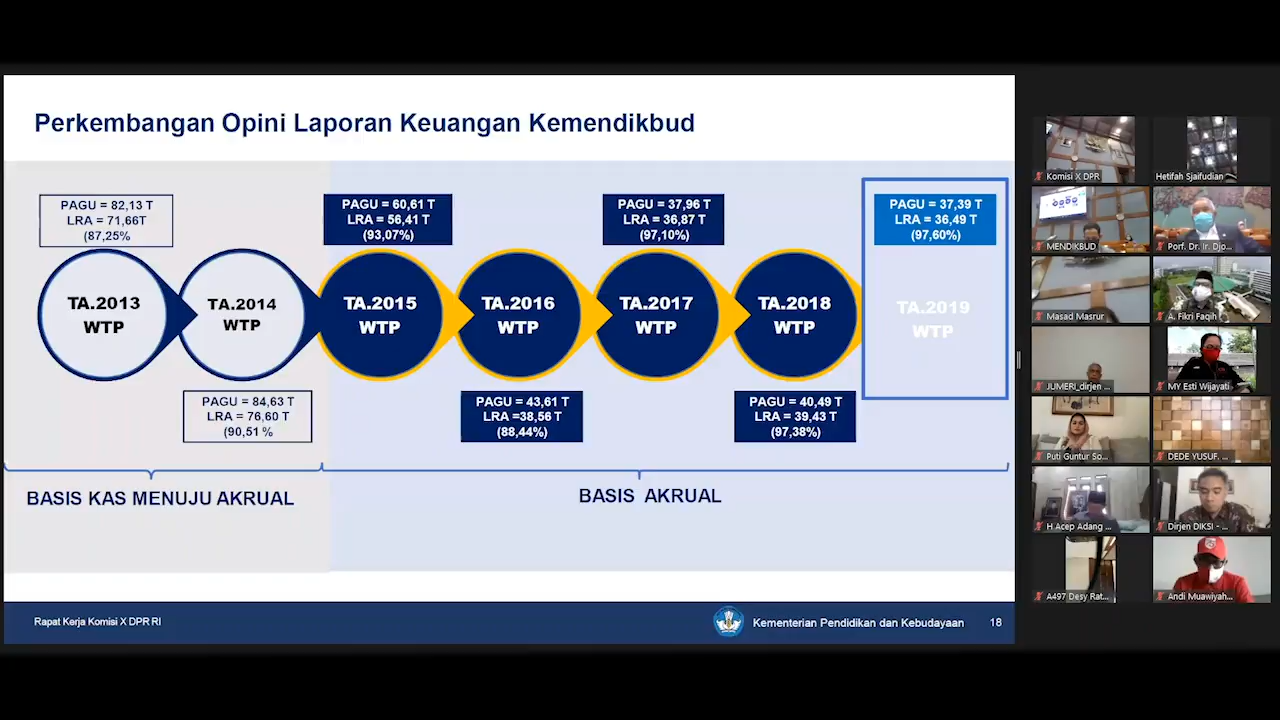 Perkembangan Opini Laporan Keuangan Kemendikbud
PAGU = 82,13 T
LRA = 71,66T
(87,25%
PAGU = 60,61 T
LRA = 56,41 T
(93,07%)
PAGU = 37,96 T
LRA = 36,87 T
(97,10%)
PAGU = 37,39 T
LRA = 36,49 T
(97,60%)
TA.2013
WTP
TA.2014
WTP
TA.2015
WTP
TA.2016
WTP
TA.2017
WTP
TA.2018
WTP
TA.2019
WTP
PAGU = 84,63 T
LRA = 76,60 T
(90,51 %
PAGU = 43,61 T
LRA =38,56 T
(88,44%)
PAGU = 40,49 T
LRA = 39,43 T
(97,38%)
BASIS KAS MENUJU AKRUAL
BASIS AKRUAL
Rapat Kerja Komisi X DPR RI
Kementerian Pendidikan dan Kebudayaan
18
Komisi X DPR
Hetifah Sjaifudian
MENDIKBUD
Porf. Dr. Ir. Djo...
Masad Masrur
A. Fikri Faqih
JUMERI_dirjen ...
MY Esti Wijayati
Puti Guntur So...
DEDE YUSUF. ...
H Acep Adang ...
Dirjen DIKSI - ...
A497 Desy Rat...
Andi Muawiyah...